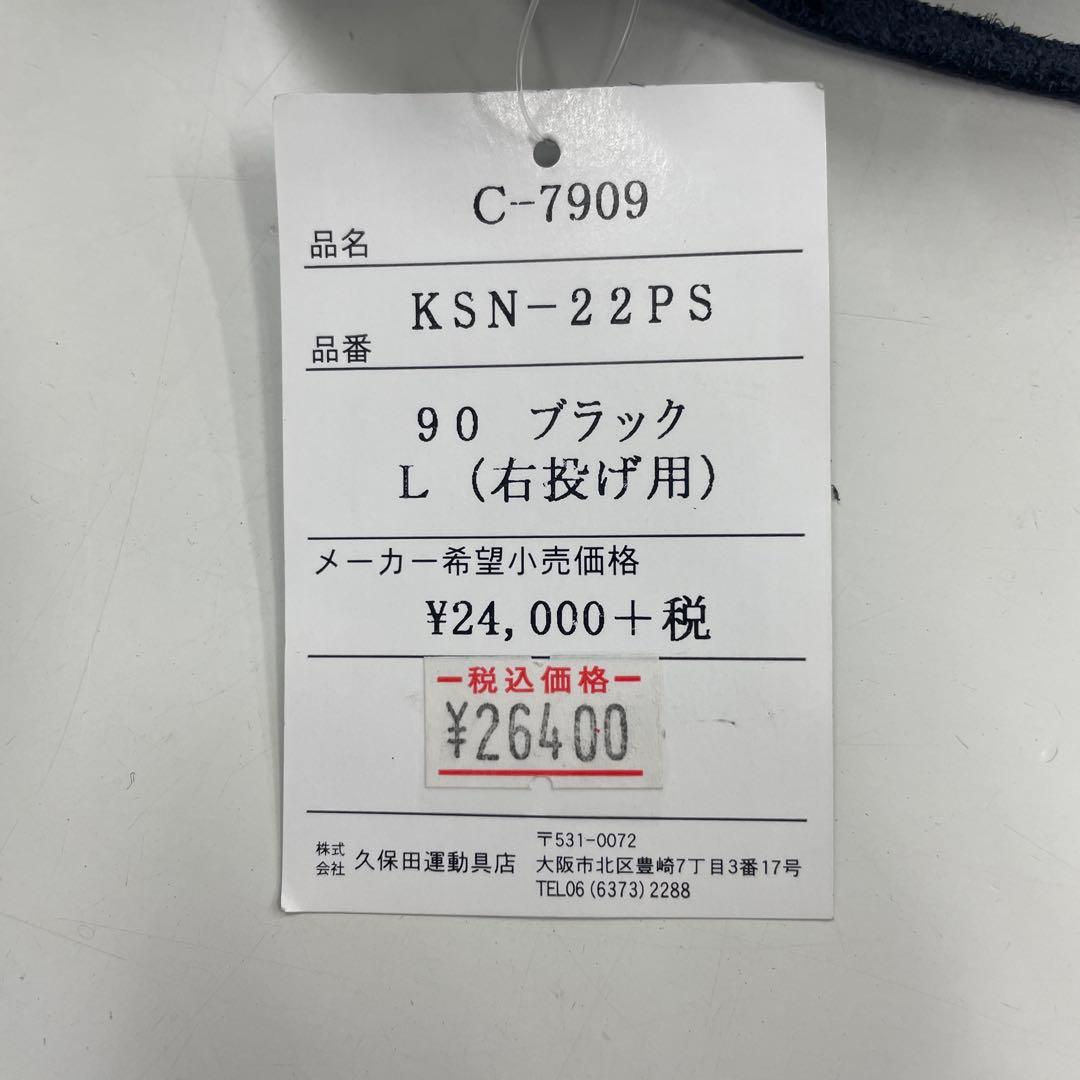 C-7909
品名
KSN-22PS
品番
90 ブラック
L (右投げ用)
メーカー希望小売価格
¥24,000+税
税込価格
¥26400
株式会社 久保田運動具店
〒531-0072
大阪市北区豊崎7丁目3番17号
TEL06(6373)2288